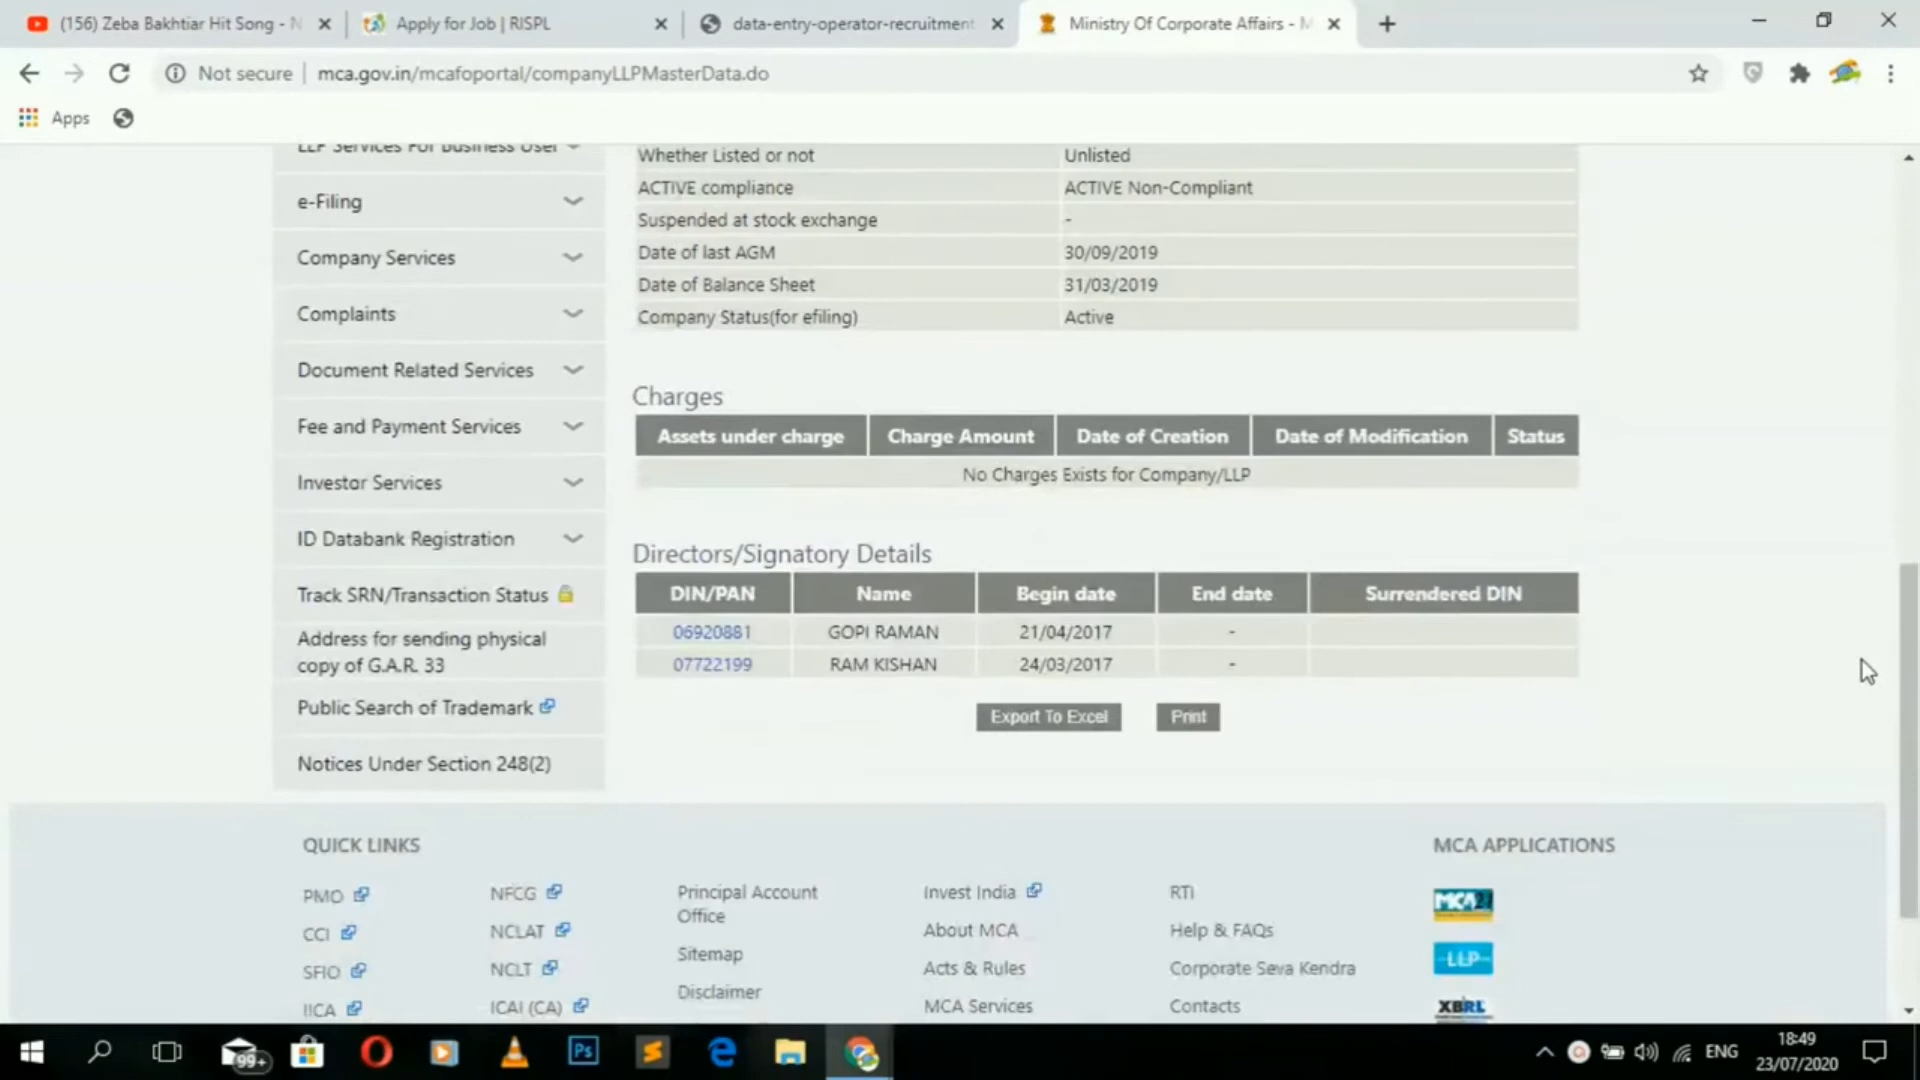 (156) Zeba Bakhtiar Hit Song - N
Apply for Job | RISPL
data-entry-operator-recruitment
Ministry Of Corporate Affairs - M
Not secure
mca.gov.in/mcafoportal/companyLLPMasterData.do
Apps
LLP Services For Business User
Whether Listed or not Unlisted
e-Filing
ACTIVE compliance ACTIVE Non-Compliant
Suspended at stock exchange -
Company Services
Date of last AGM 30/09/2019
Date of Balance Sheet 31/03/2019
Complaints
Company Status(for efiling) Active
Document Related Services
Charges
Fee and Payment Services
Assets under charge Charge Amount Date of Creation Date of Modification Status
Investor Services
No Charges Exists for Company/LLP
ID Databank Registration
Directors/Signatory Details
Track SRN/Transaction Status
DIN/PAN Name Begin date End date Surrendered DIN
Address for sending physical
copy of G.A.R. 33
06920881 GOPI RAMAN 21/04/2017 -
07722199 RAM KISHAN 24/03/2017 -
Public Search of Trademark
Export To Excel Print
Notices Under Section 248(2)
QUICK LINKS
MCA APPLICATIONS
PMO
NFCG
Principal Account
Office
Invest India
RTI
MCA21
CCI
NCLAT
Sitemap
About MCA
Help & FAQs
LLP
SFIO
NCLT
Disclaimer
Acts & Rules
Corporate Seva Kendra
IICA
ICAI (CA)
MCA Services
Contacts
XBRL
99+
Ps
ENG
18:49
23/07/2020